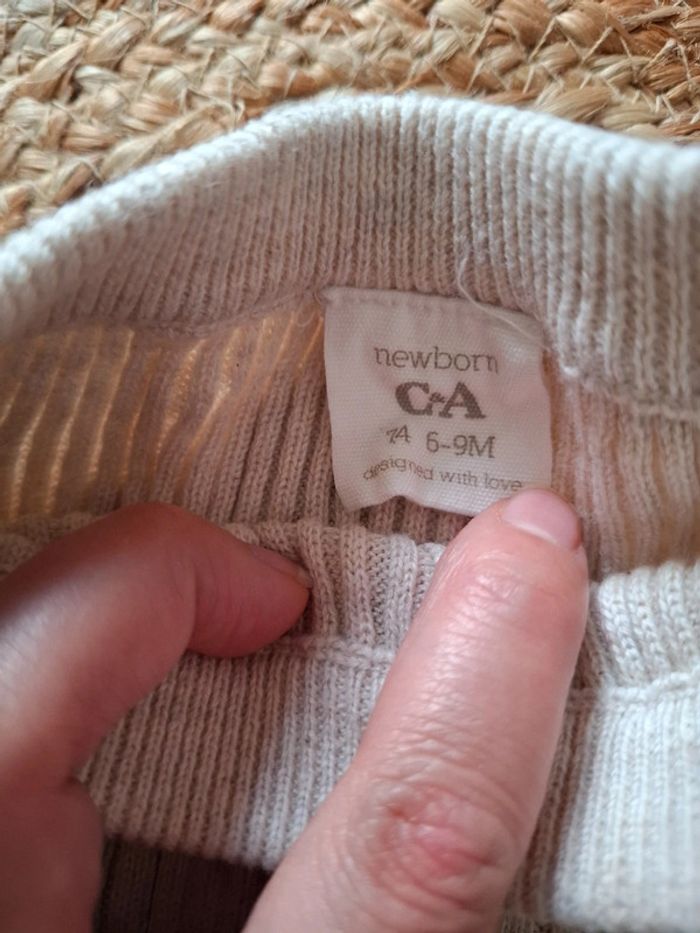 newborn
C&A
74 6-9M
designed with love